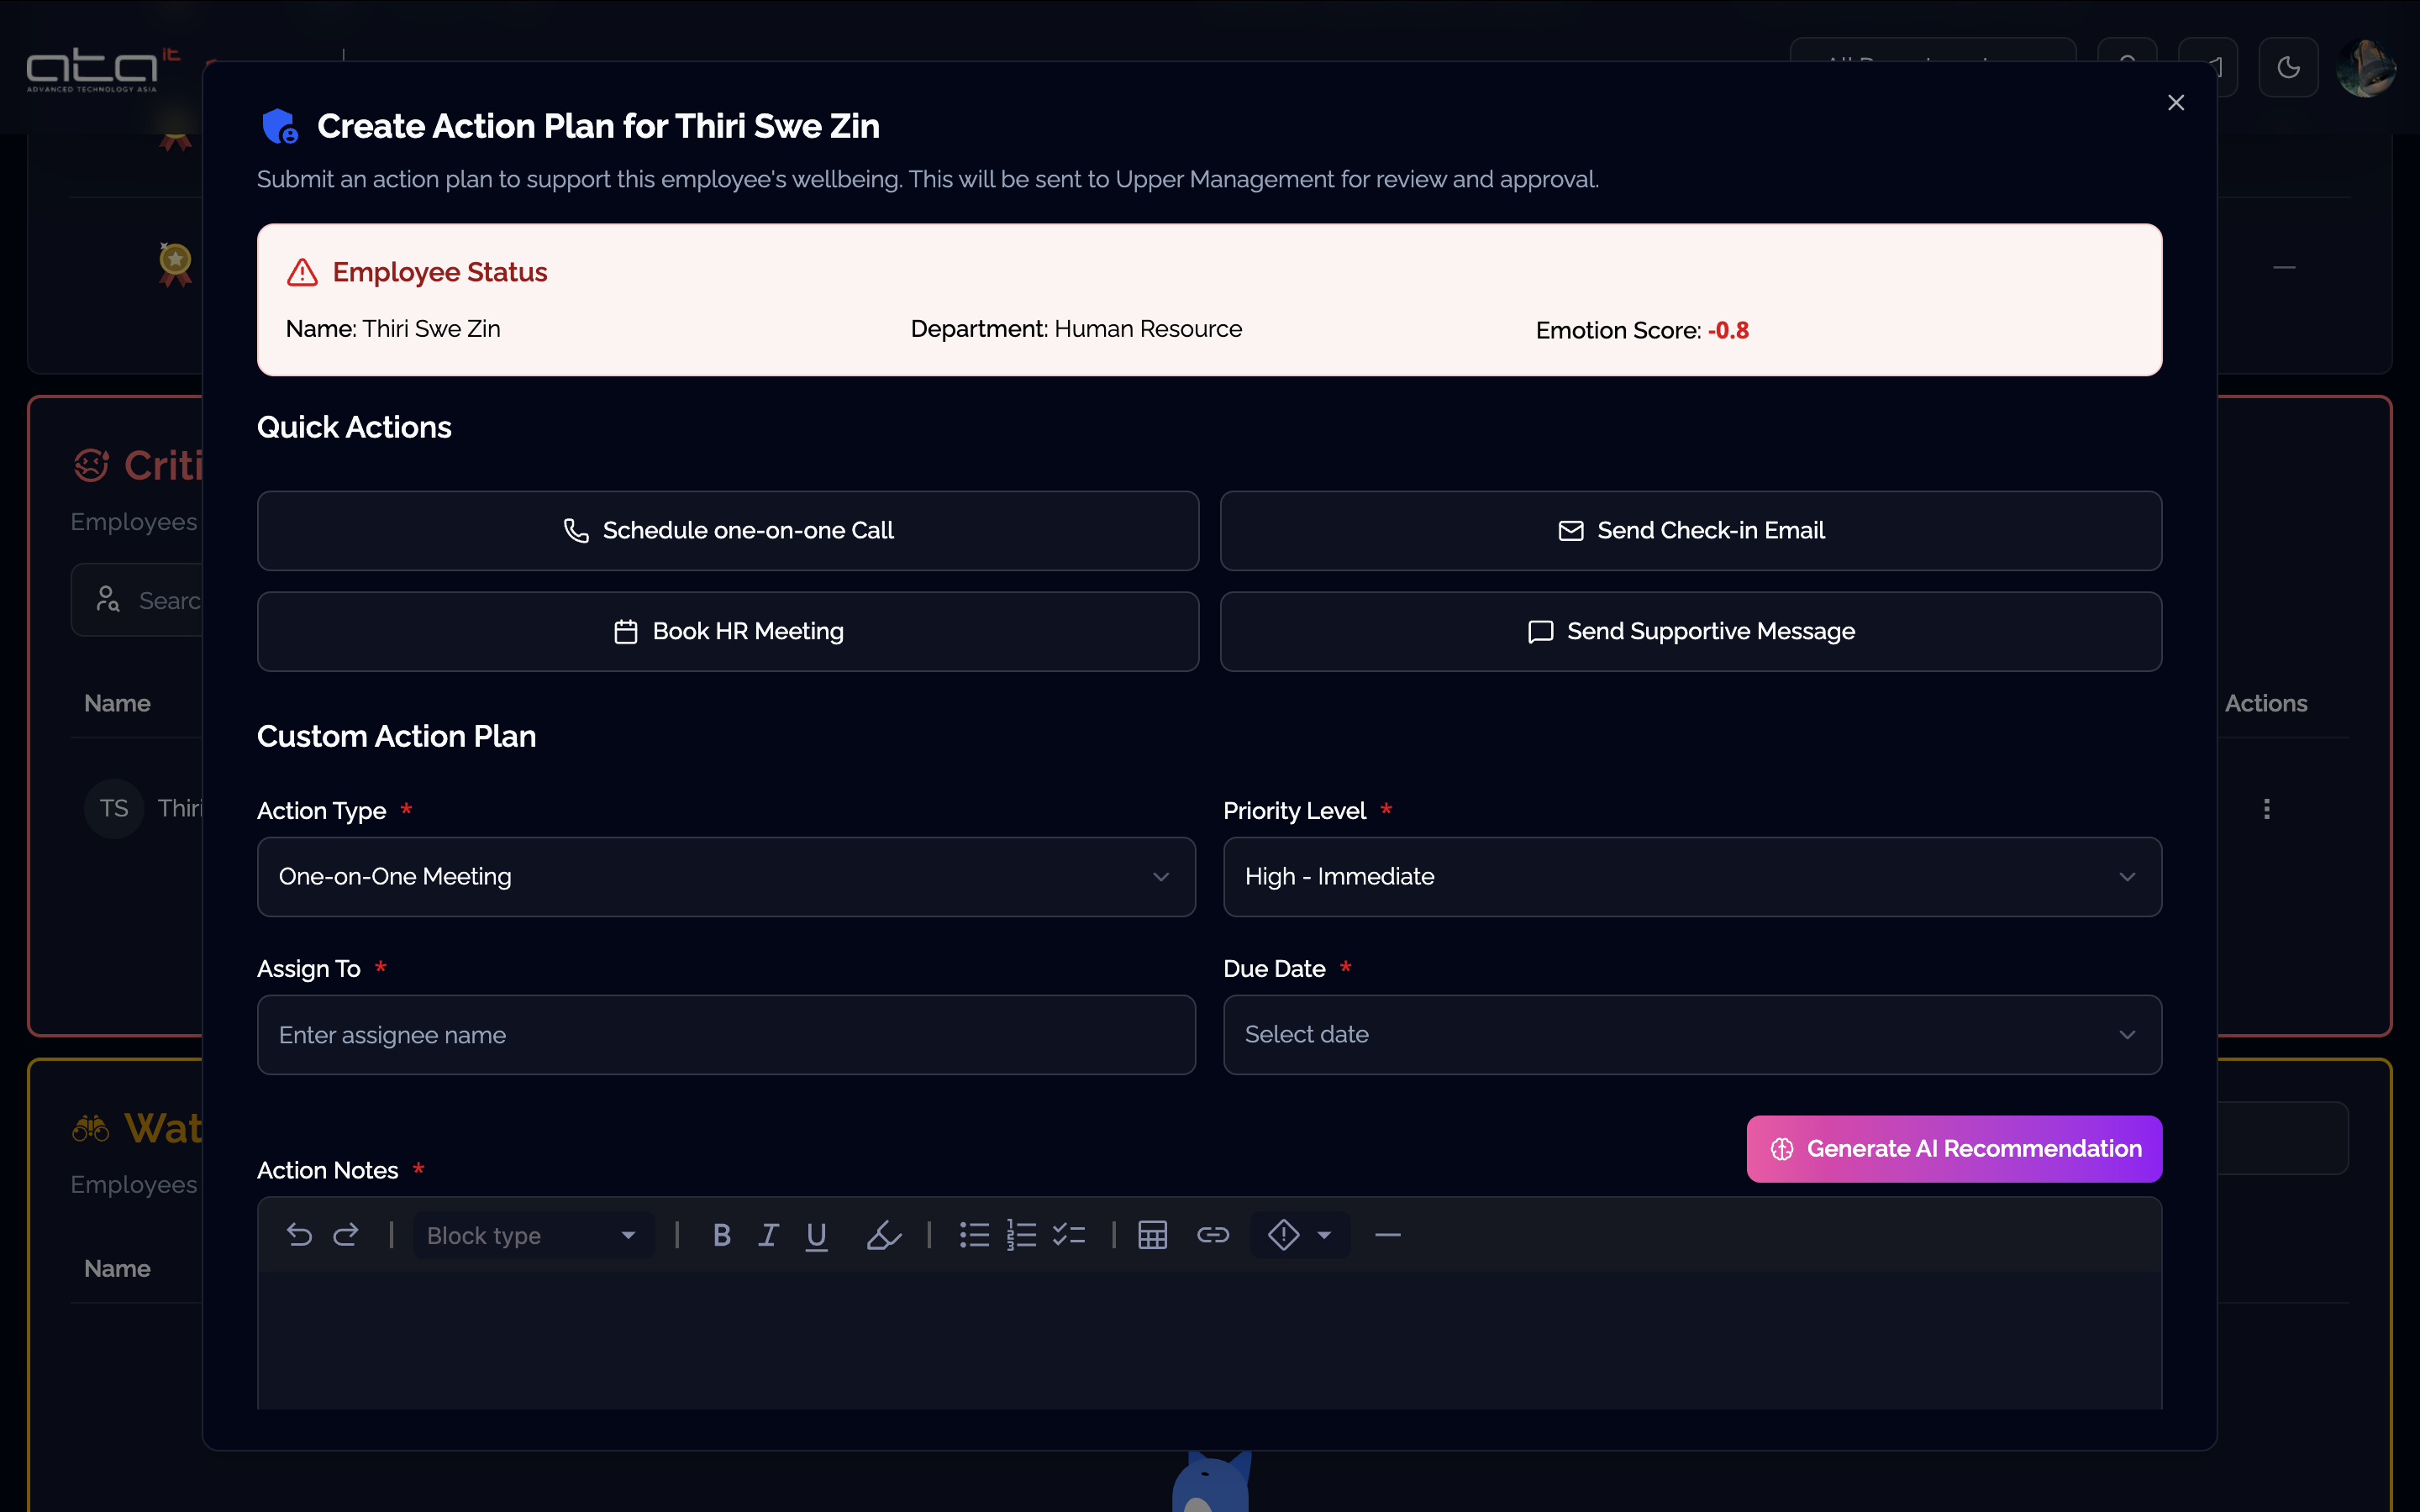 ata it
ADVANCED TECHNOLOGY ASIA
Create Action Plan for Thiri Swe Zin
Submit an action plan to support this employee's wellbeing. This will be sent to Upper Management for review and approval.
Employee Status
Name: Thiri Swe Zin
Department: Human Resource
Emotion Score: -0.8
Quick Actions
Schedule one-on-one Call
Send Check-in Email
Book HR Meeting
Send Supportive Message
Custom Action Plan
Action Type *
Priority Level *
One-on-One Meeting
High - Immediate
Assign To *
Due Date *
Enter assignee name
Select date
Generate AI Recommendation
Action Notes *
Block type
B I U
Criti
Employees
Searc
Name
Actions
TS Thiri
Wat
Employees
Name